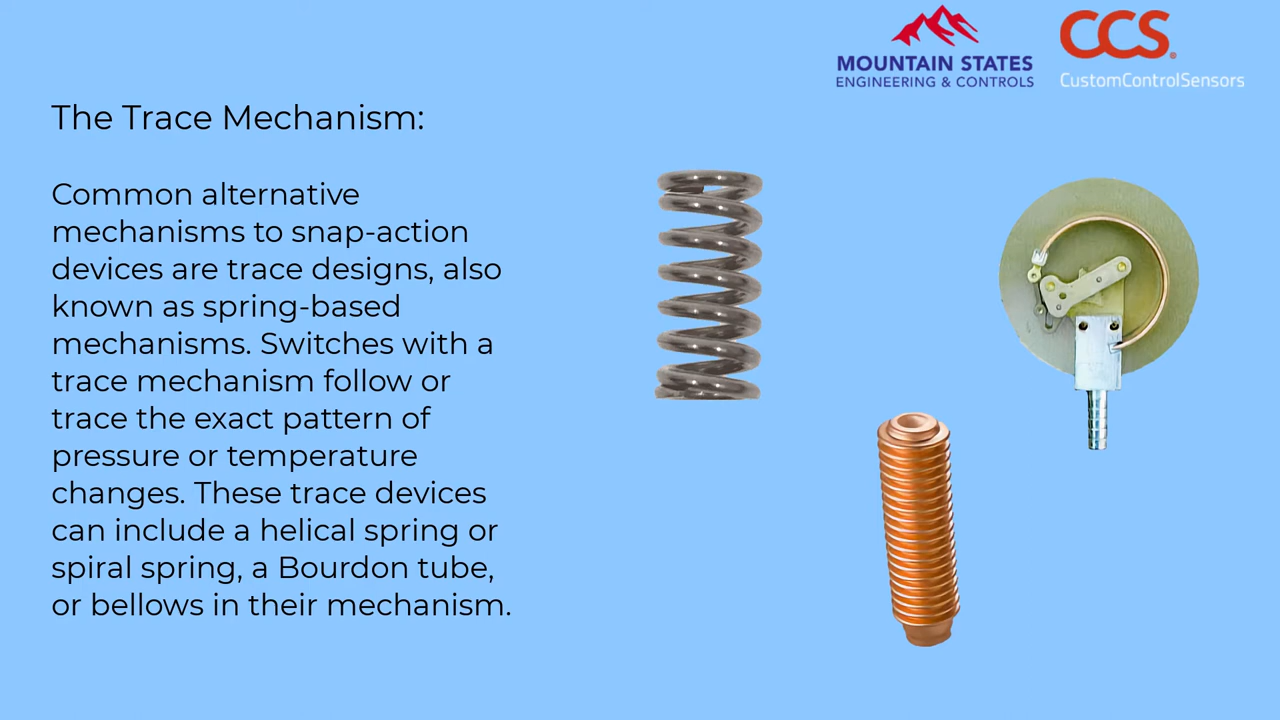 MOUNTAIN STATES
ENGINEERING & CONTROLS
CCS®
CustomControlSensors
The Trace Mechanism:
Common alternative
mechanisms to snap-action
devices are trace designs, also
known as spring-based
mechanisms. Switches with a
trace mechanism follow or
trace the exact pattern of
pressure or temperature
changes. These trace devices
can include a helical spring or
spiral spring, a Bourdon tube,
or bellows in their mechanism.